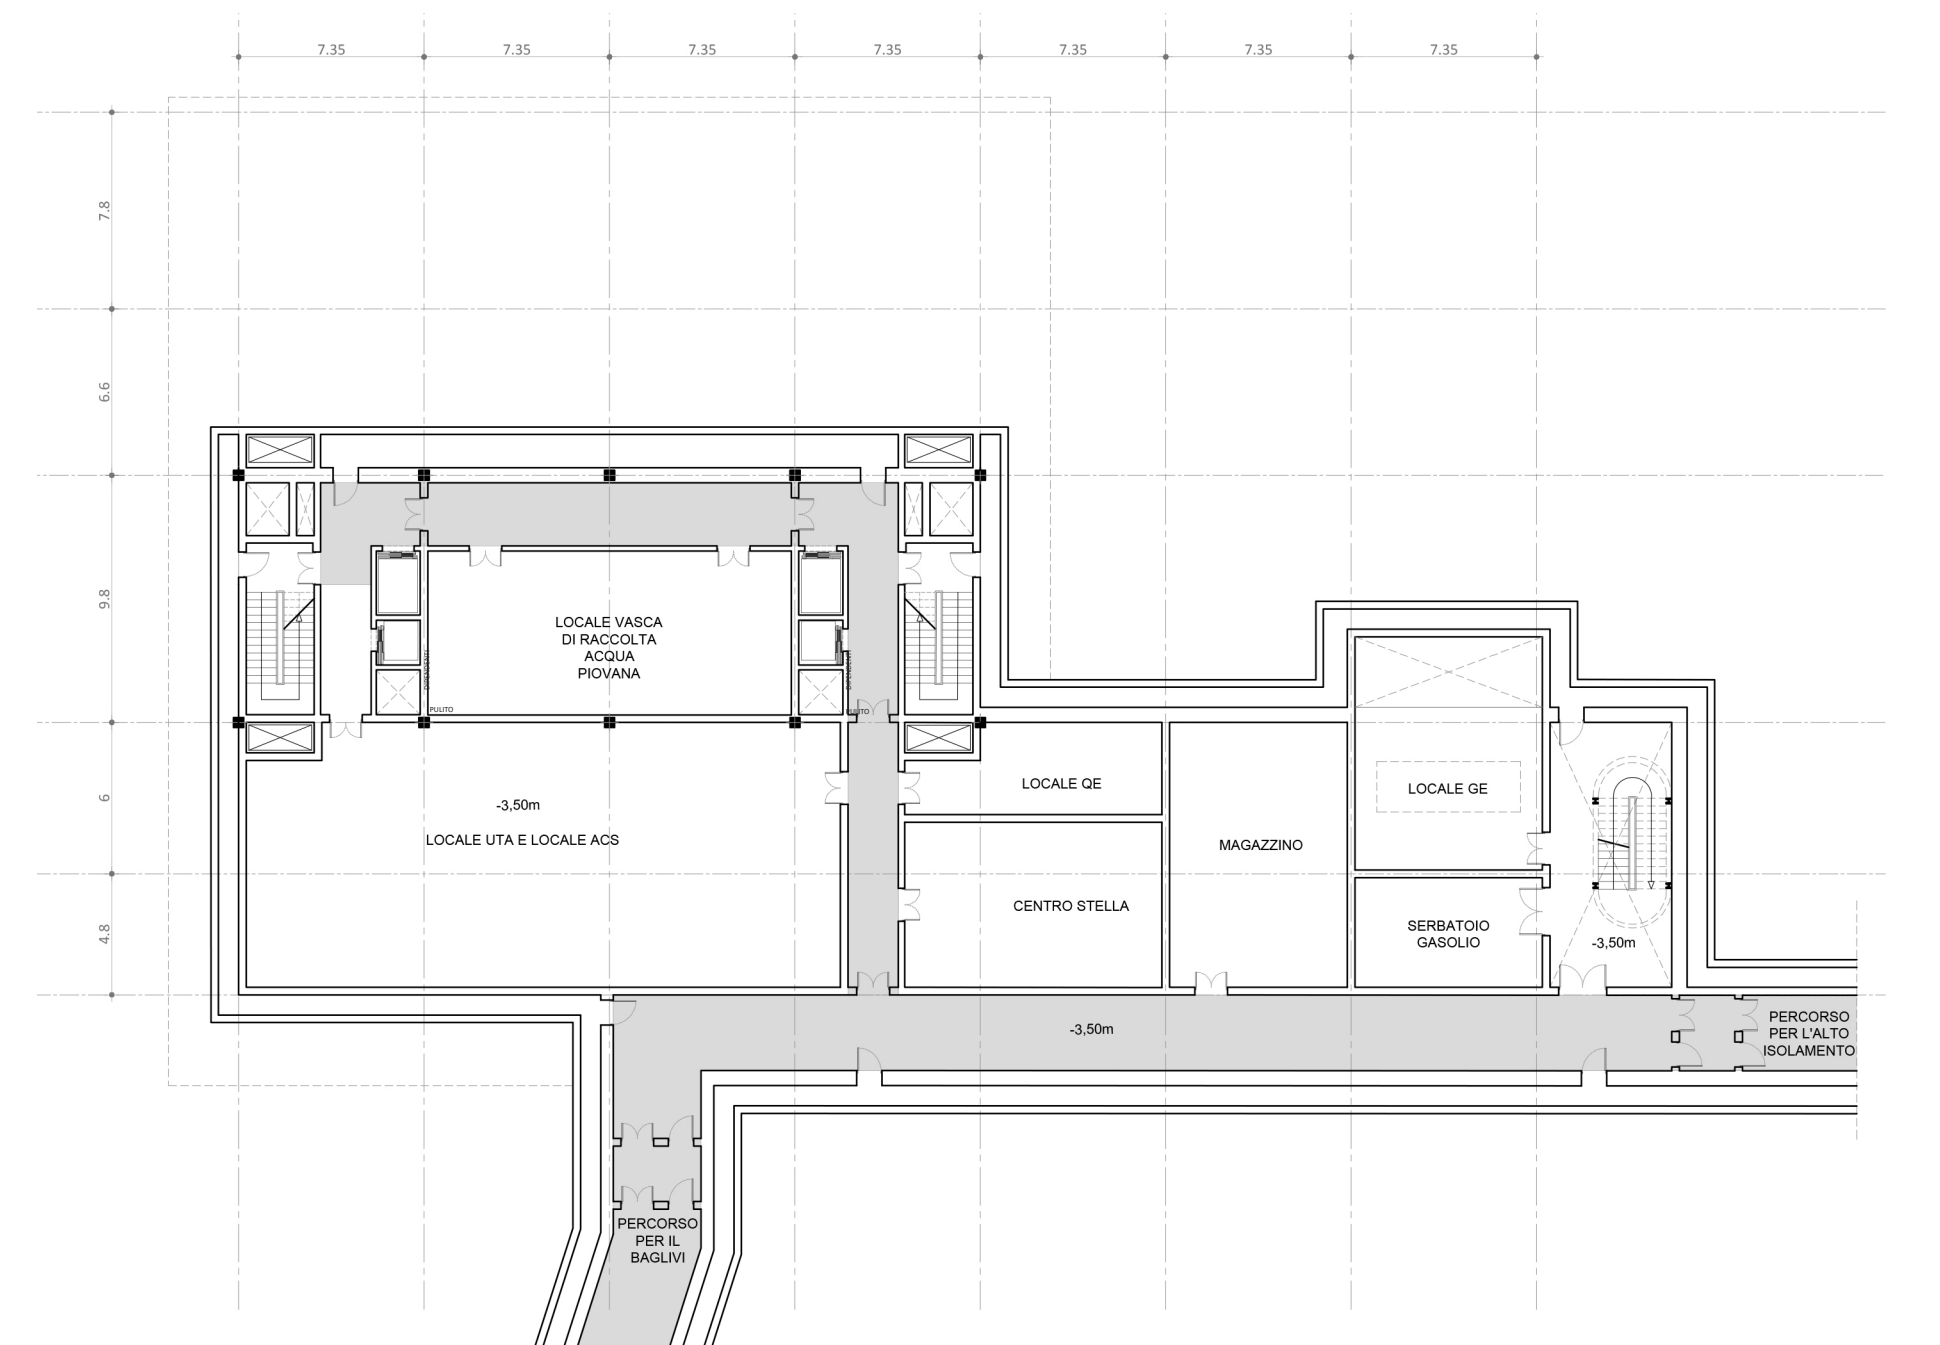 7.35 7.35 7.35 7.35 7.35 7.35 7.35
7.8
6.6
9.8
6
4.8
LOCALE VASCA
DI RACCOLTA
ACQUA
PIOVANA
DIPENDENTI
PULITO
DIPENDENTI
PULITO
-3,50m
LOCALE UTA E LOCALE ACS
LOCALE QE
CENTRO STELLA
MAGAZZINO
LOCALE GE
SERBATOIO
GASOLIO
-3,50m
-3,50m
PERCORSO
PER L'ALTO
ISOLAMENTO
PERCORSO
PER IL
BAGLIVI